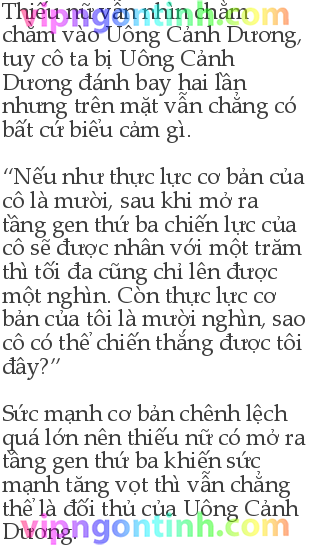 Thiếu nữ vẫn nhìn chằm
chằm vào Uông Cảnh Dương,
tuy cô ta bị Uông Cảnh
Dương đánh bay hai lần
nhưng trên mặt vẫn chẳng có
bất cứ biểu cảm gì.
“Nếu như thực lực cơ bản của
cô là mười, sau khi mở ra
tầng gen thứ ba chiến lực của
cô sẽ được nhân với một trăm
thì tối đa cũng chỉ lên được
một nghìn. Còn thực lực cơ
bản của tôi là mười nghìn, sao
cô có thể chiến thắng được tôi
đây?”
Sức mạnh cơ bản chênh lệch
quá lớn nên thiếu nữ có mở ra
tầng gen thứ ba khiến sức
mạnh tăng vọt thì vẫn chẳng
thể là đối thủ của Uông Cảnh
Dương.
vipngontinh.com
vipngontinh.com